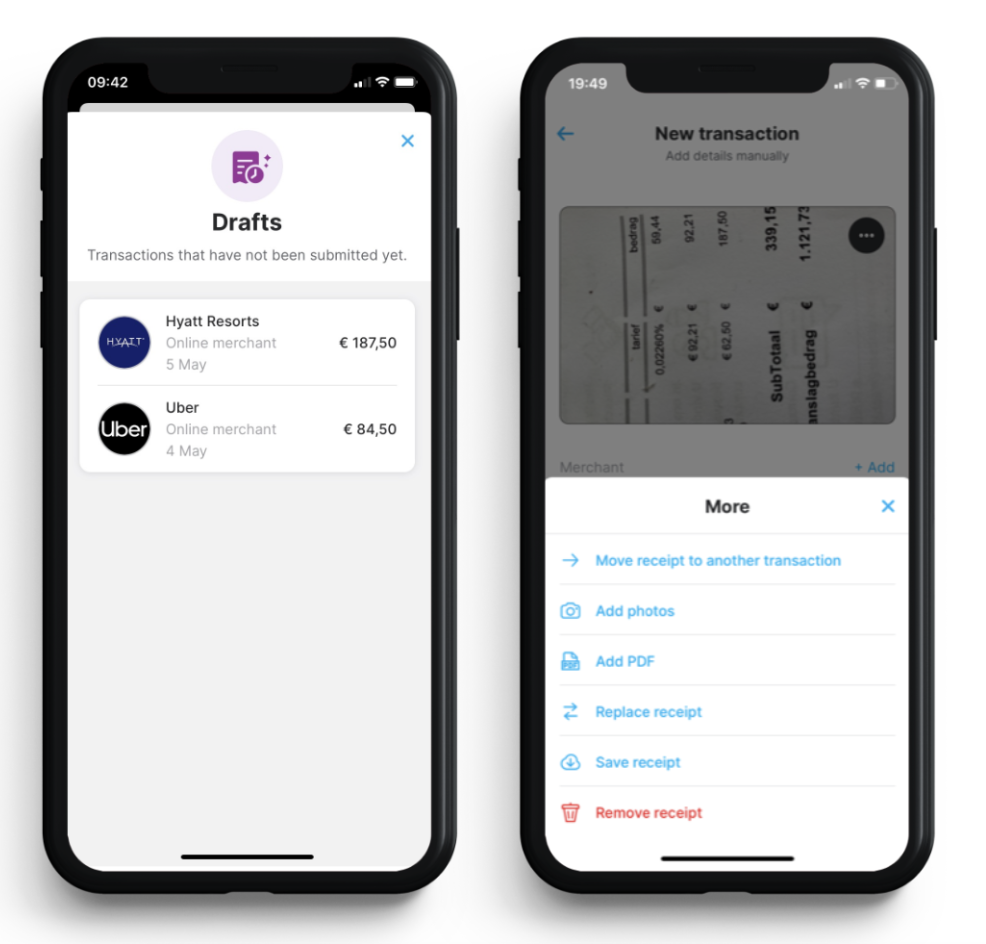 09:42
Drafts
Transactions that have not been submitted yet.
HYATT
Hyatt Resorts
Online merchant
5 May
€ 187,50
Uber
Uber
Online merchant
4 May
€ 84,50
19:49
New transaction
Add details manually
tarief bedrag
0,02260% € 59,44
€ 92,21 € 92,21
€ 62,50 € 187,50
SubTotaal € 339,15
anslagbedrag € 1.121,73
Merchant
+ Add
More
Move receipt to another transaction
Add photos
PDF
Add PDF
Replace receipt
Save receipt
Remove receipt